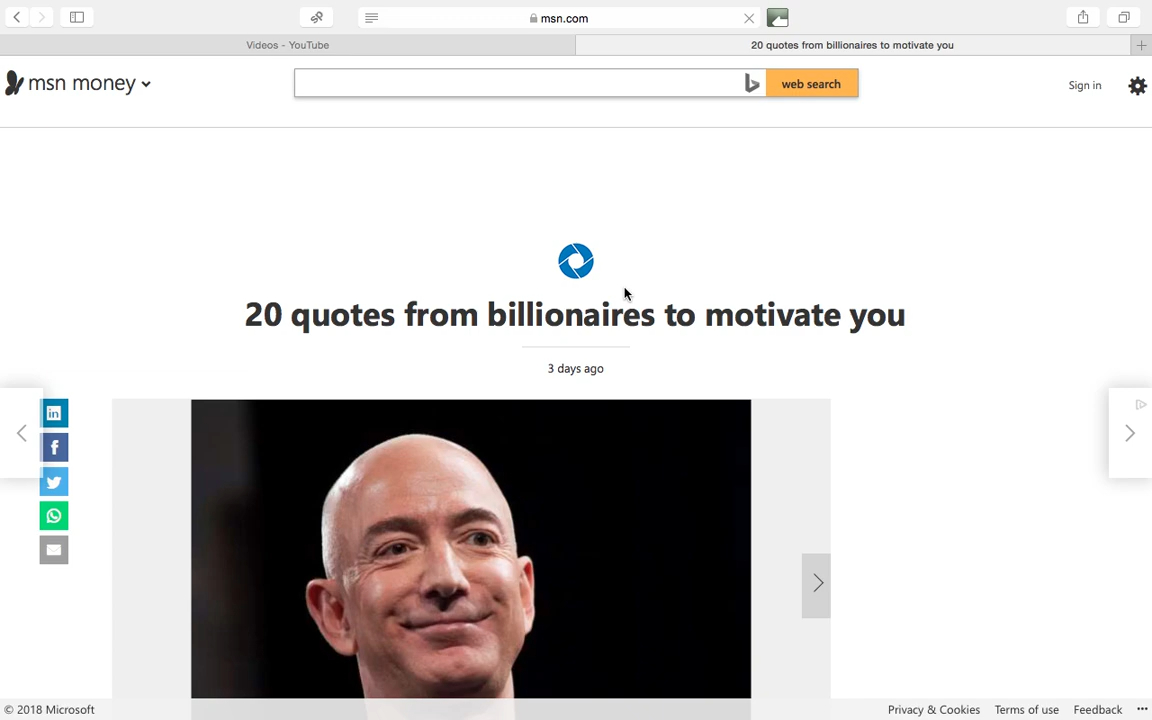 msn.com
Videos - YouTube
20 quotes from billionaires to motivate you
msn money
web search
Sign in
20 quotes from billionaires to motivate you
3 days ago
in
f
© 2018 Microsoft
Privacy & Cookies
Terms of use
Feedback